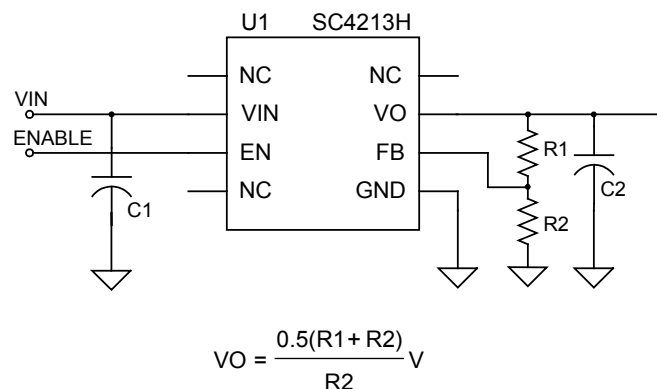 U1 SC4213H
NC NC
VIN VIN VO
ENABLE EN FB R1
NC GND C2
C1 R2
VO = 0.5(R1+ R2) V
R2